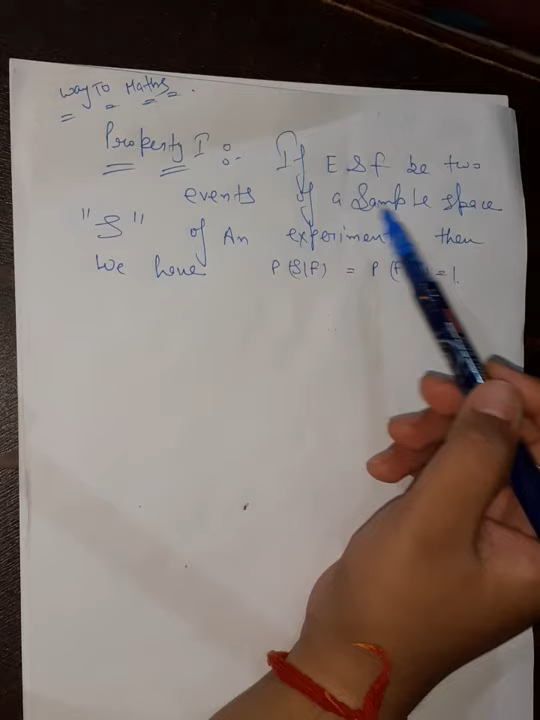 Way To Maths.
Property I :- If E & F be two
events of a Sample space
"S" of An experiment then
We have P(S|F) = P(F = 1.